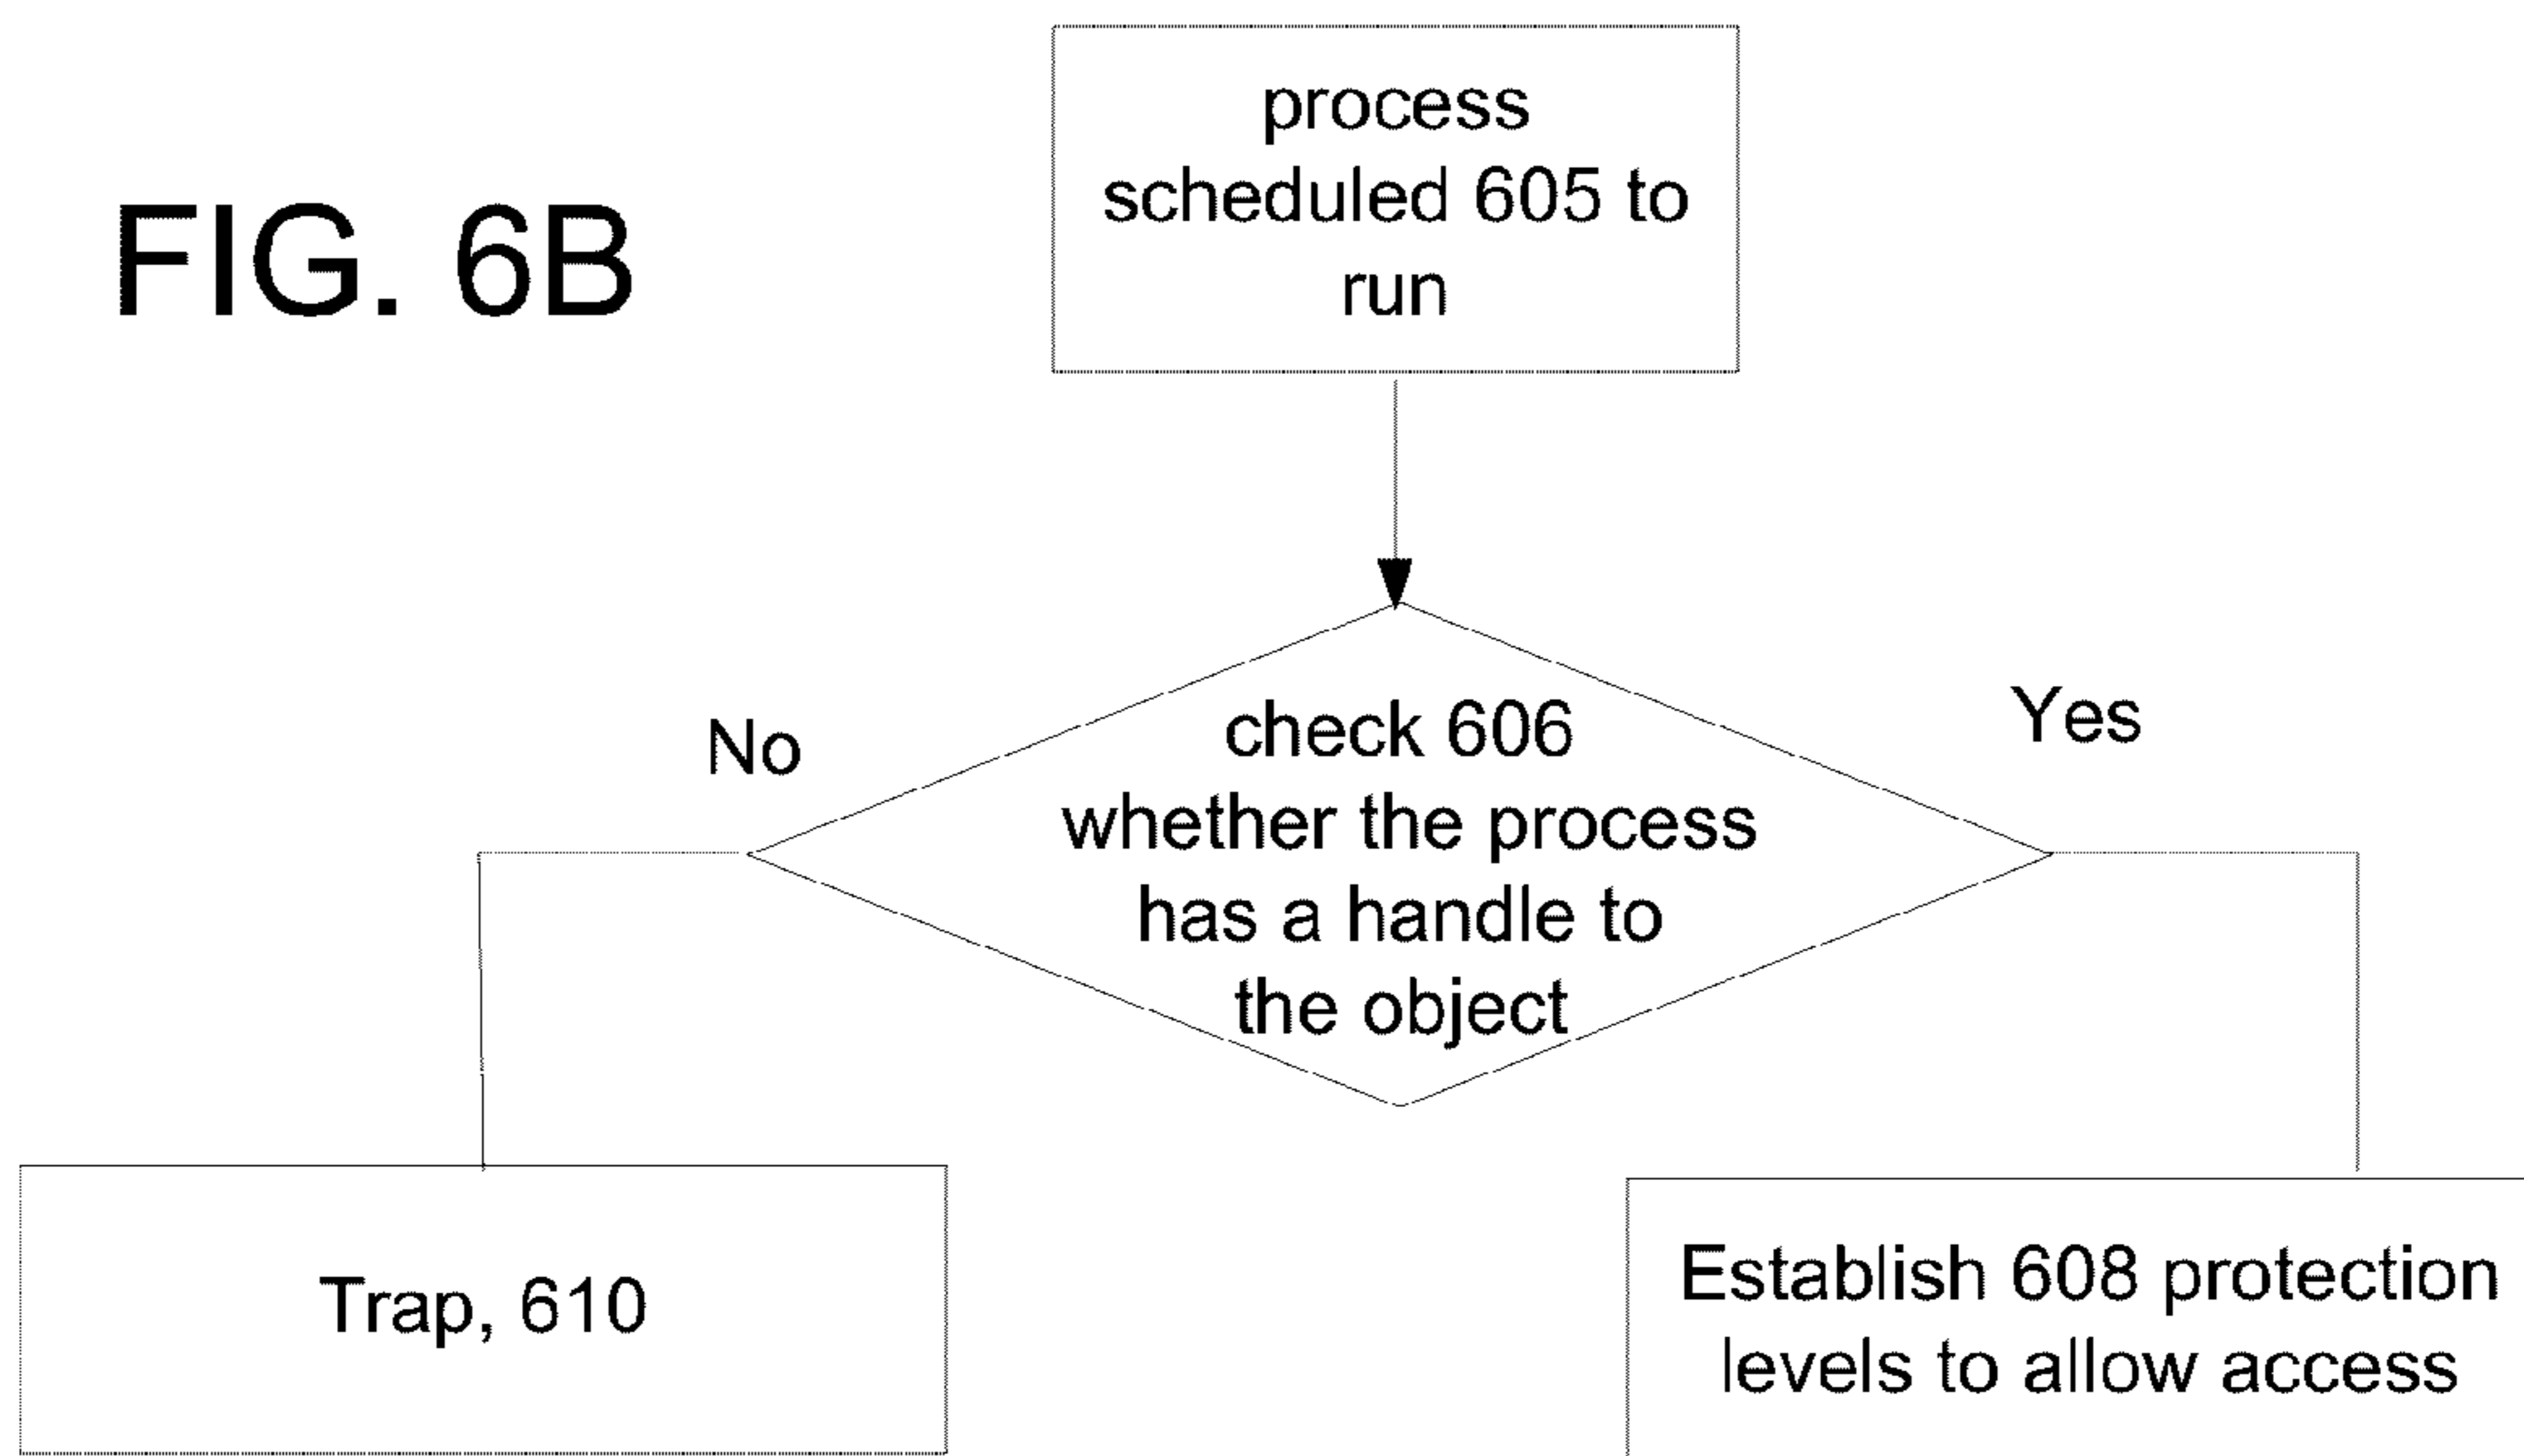 FIG. 6B
process
scheduled 605 to
run
No
Yes
check 606
whether the process
has a handle to
the object
Trap, 610
Establish 608 protection
levels to allow access